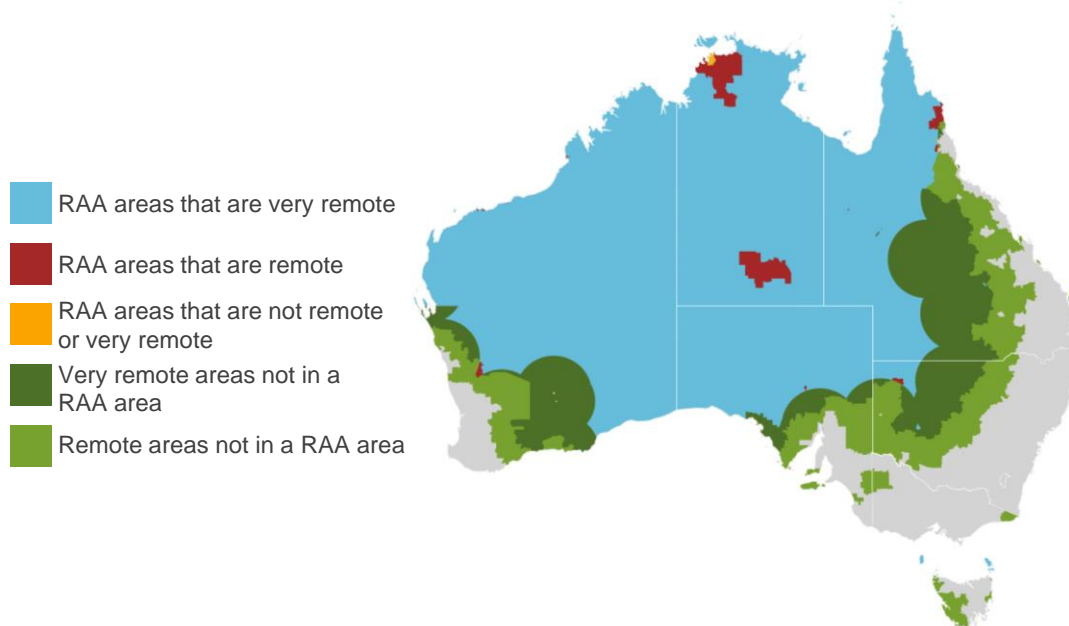 RAA areas that are very remote
RAA areas that are remote
RAA areas that are not remote
or very remote
Very remote areas not in a
RAA area
Remote areas not in a RAA area